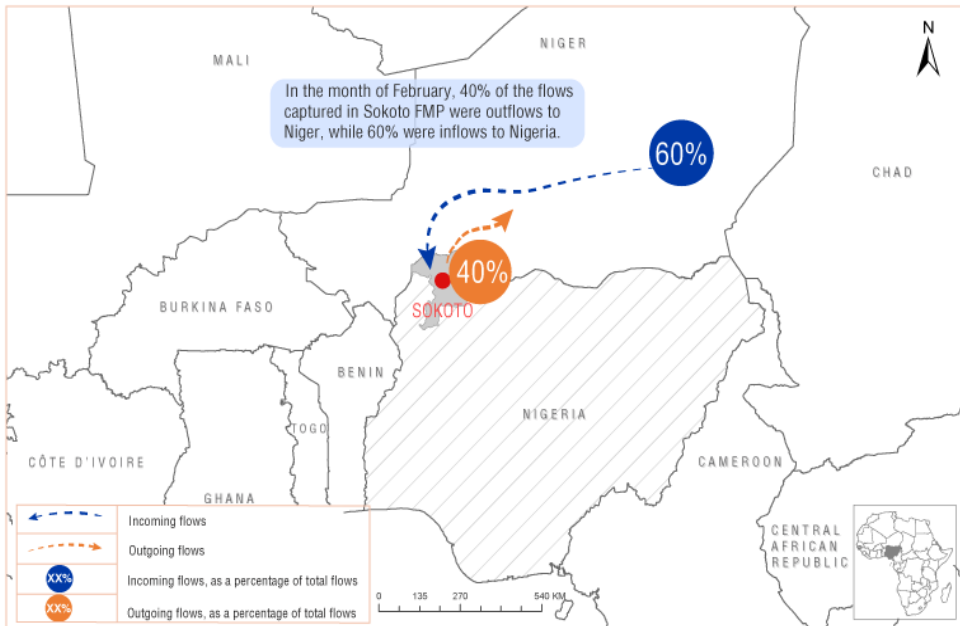 MALI
NIGER
N
In the month of February, 40% of the flows
captured in Sokoto FMP were outflows to
Niger, while 60% were inflows to Nigeria.
60%
CHAD
40%
BURKINA FASO
SOKOTO
BENIN
NIGERIA
TOGO
CÔTE D'IVOIRE
GHANA
CAMEROON
CENTRAL
AFRICAN
REPUBLIC
Incoming flows
Outgoing flows
XX%
Incoming flows, as a percentage of total flows
XX%
Outgoing flows, as a percentage of total flows
0 135 270 540 KM